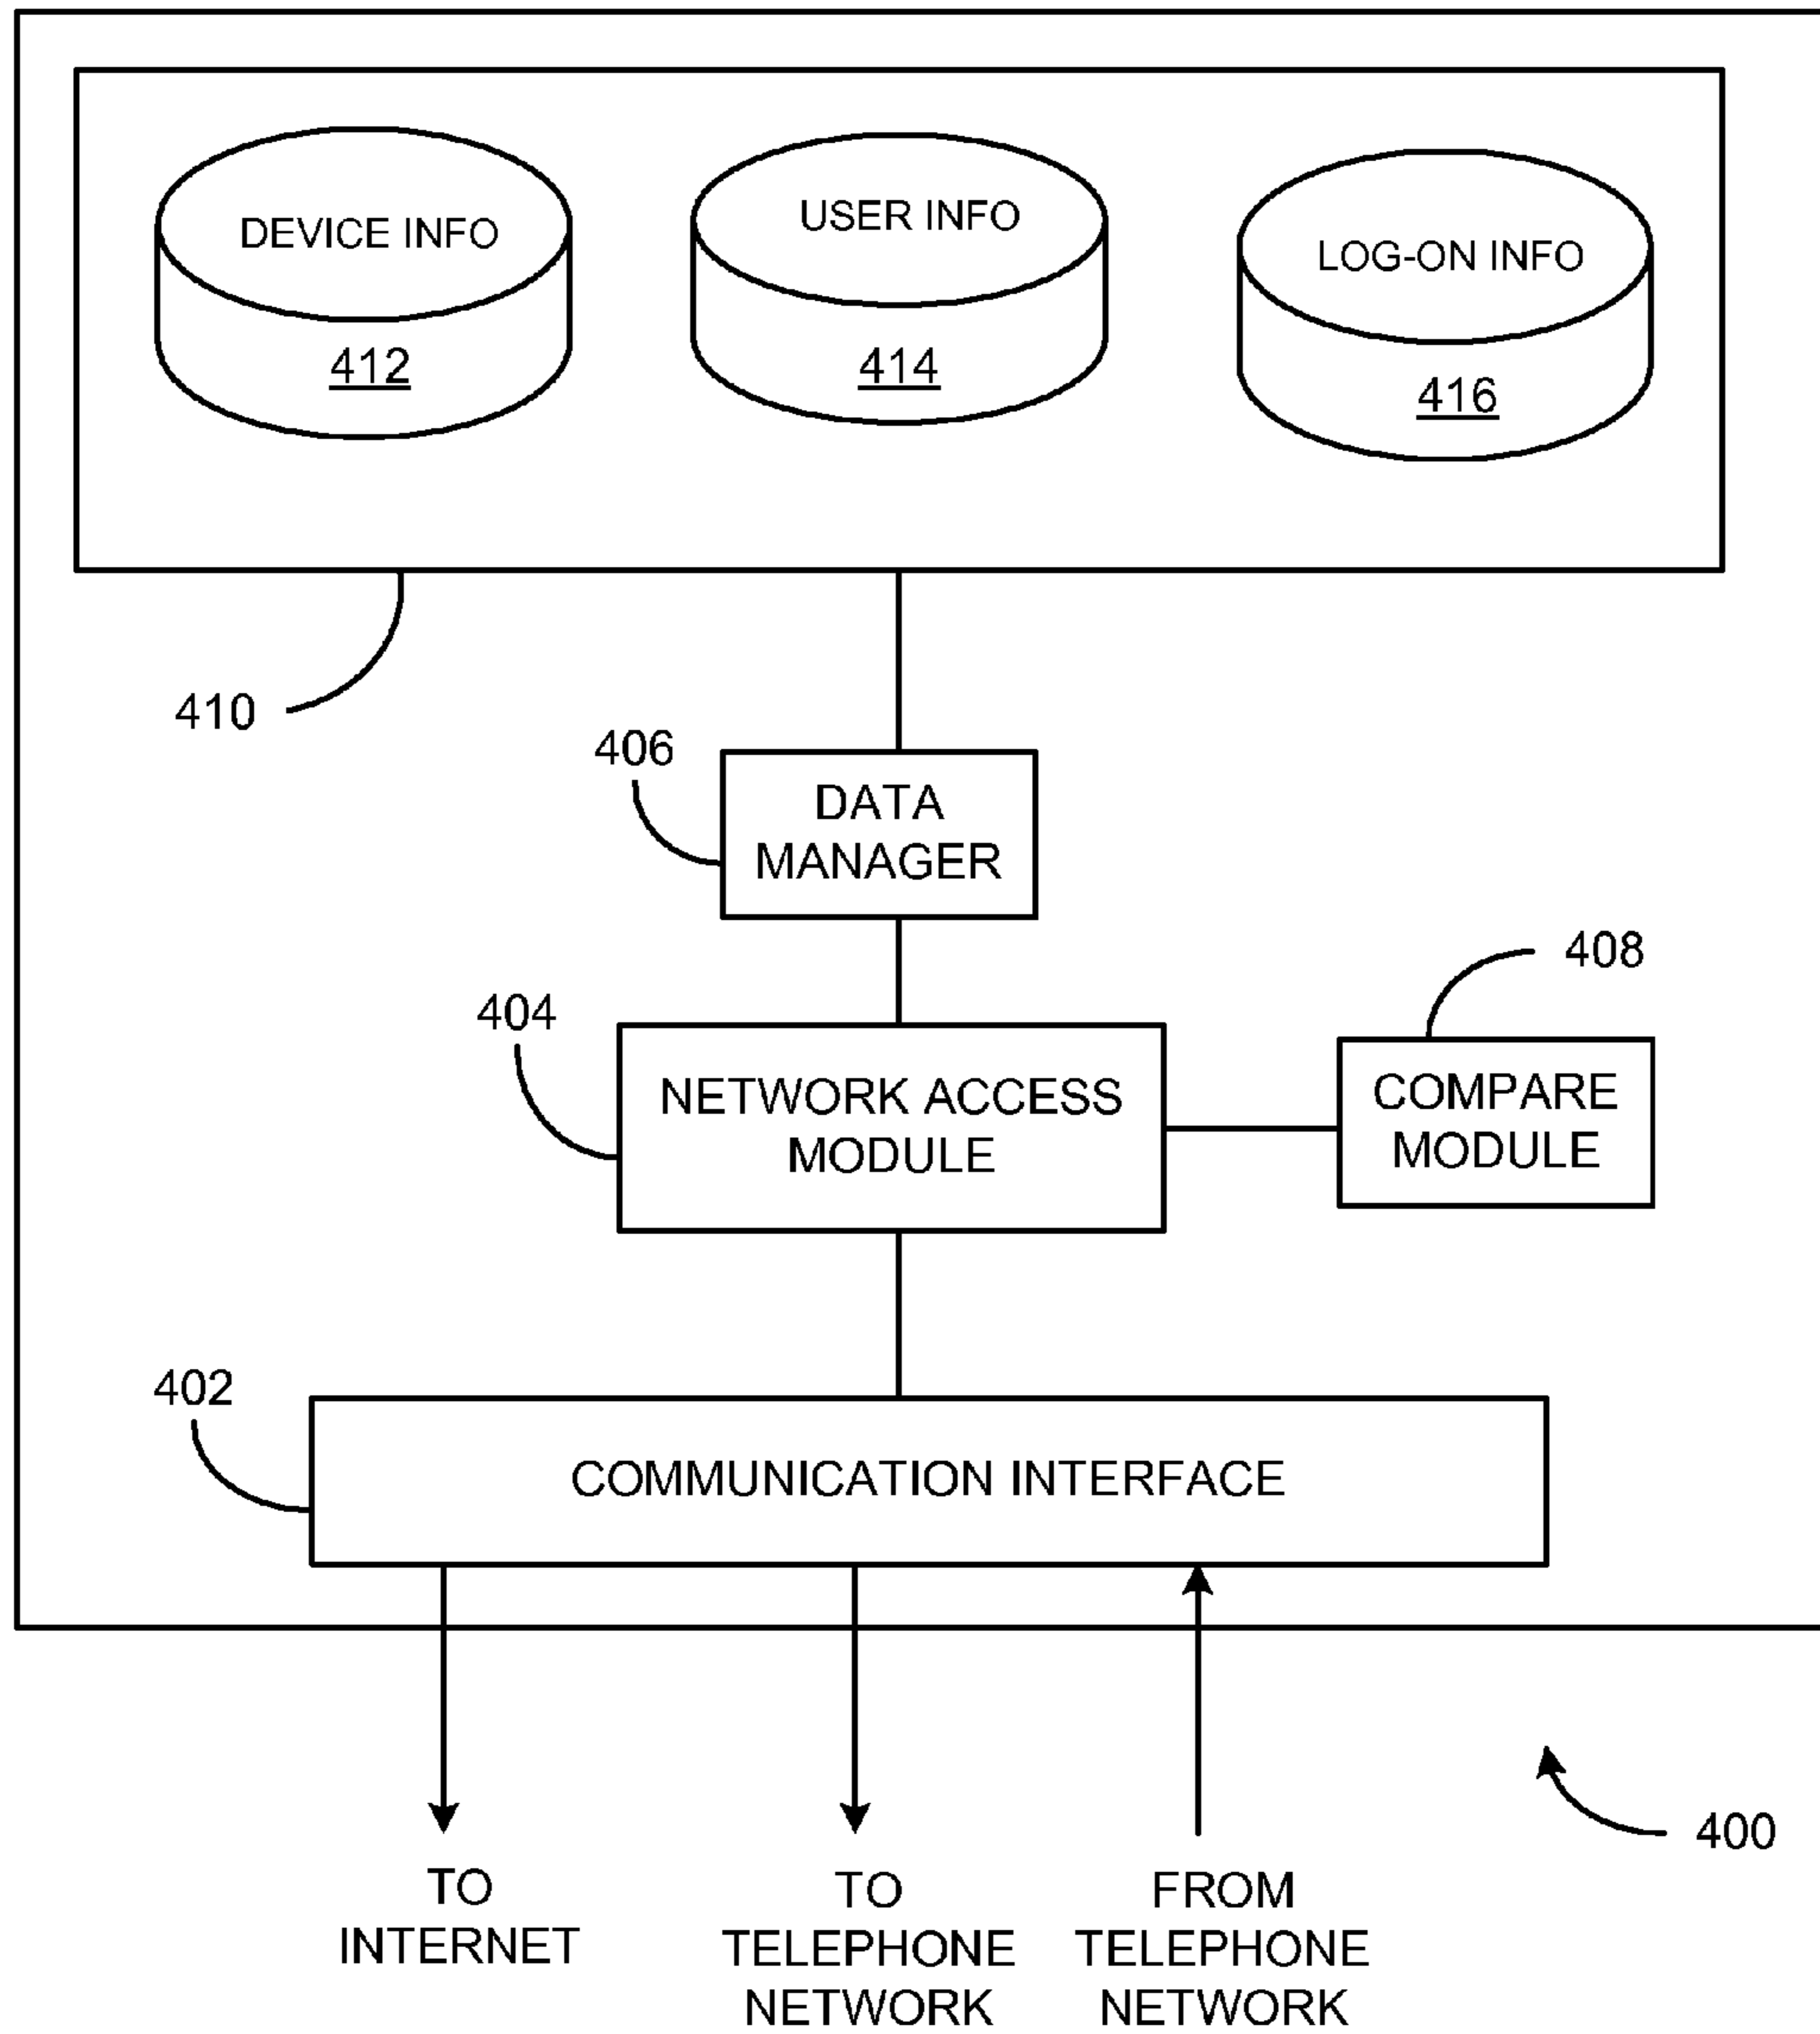 DEVICE INFO
412
USER INFO
414
LOG-ON INFO
416
410
406
DATA
MANAGER
408
404
NETWORK ACCESS
MODULE
COMPARE
MODULE
402
COMMUNICATION INTERFACE
400
TO
INTERNET
TO
TELEPHONE
NETWORK
FROM
TELEPHONE
NETWORK